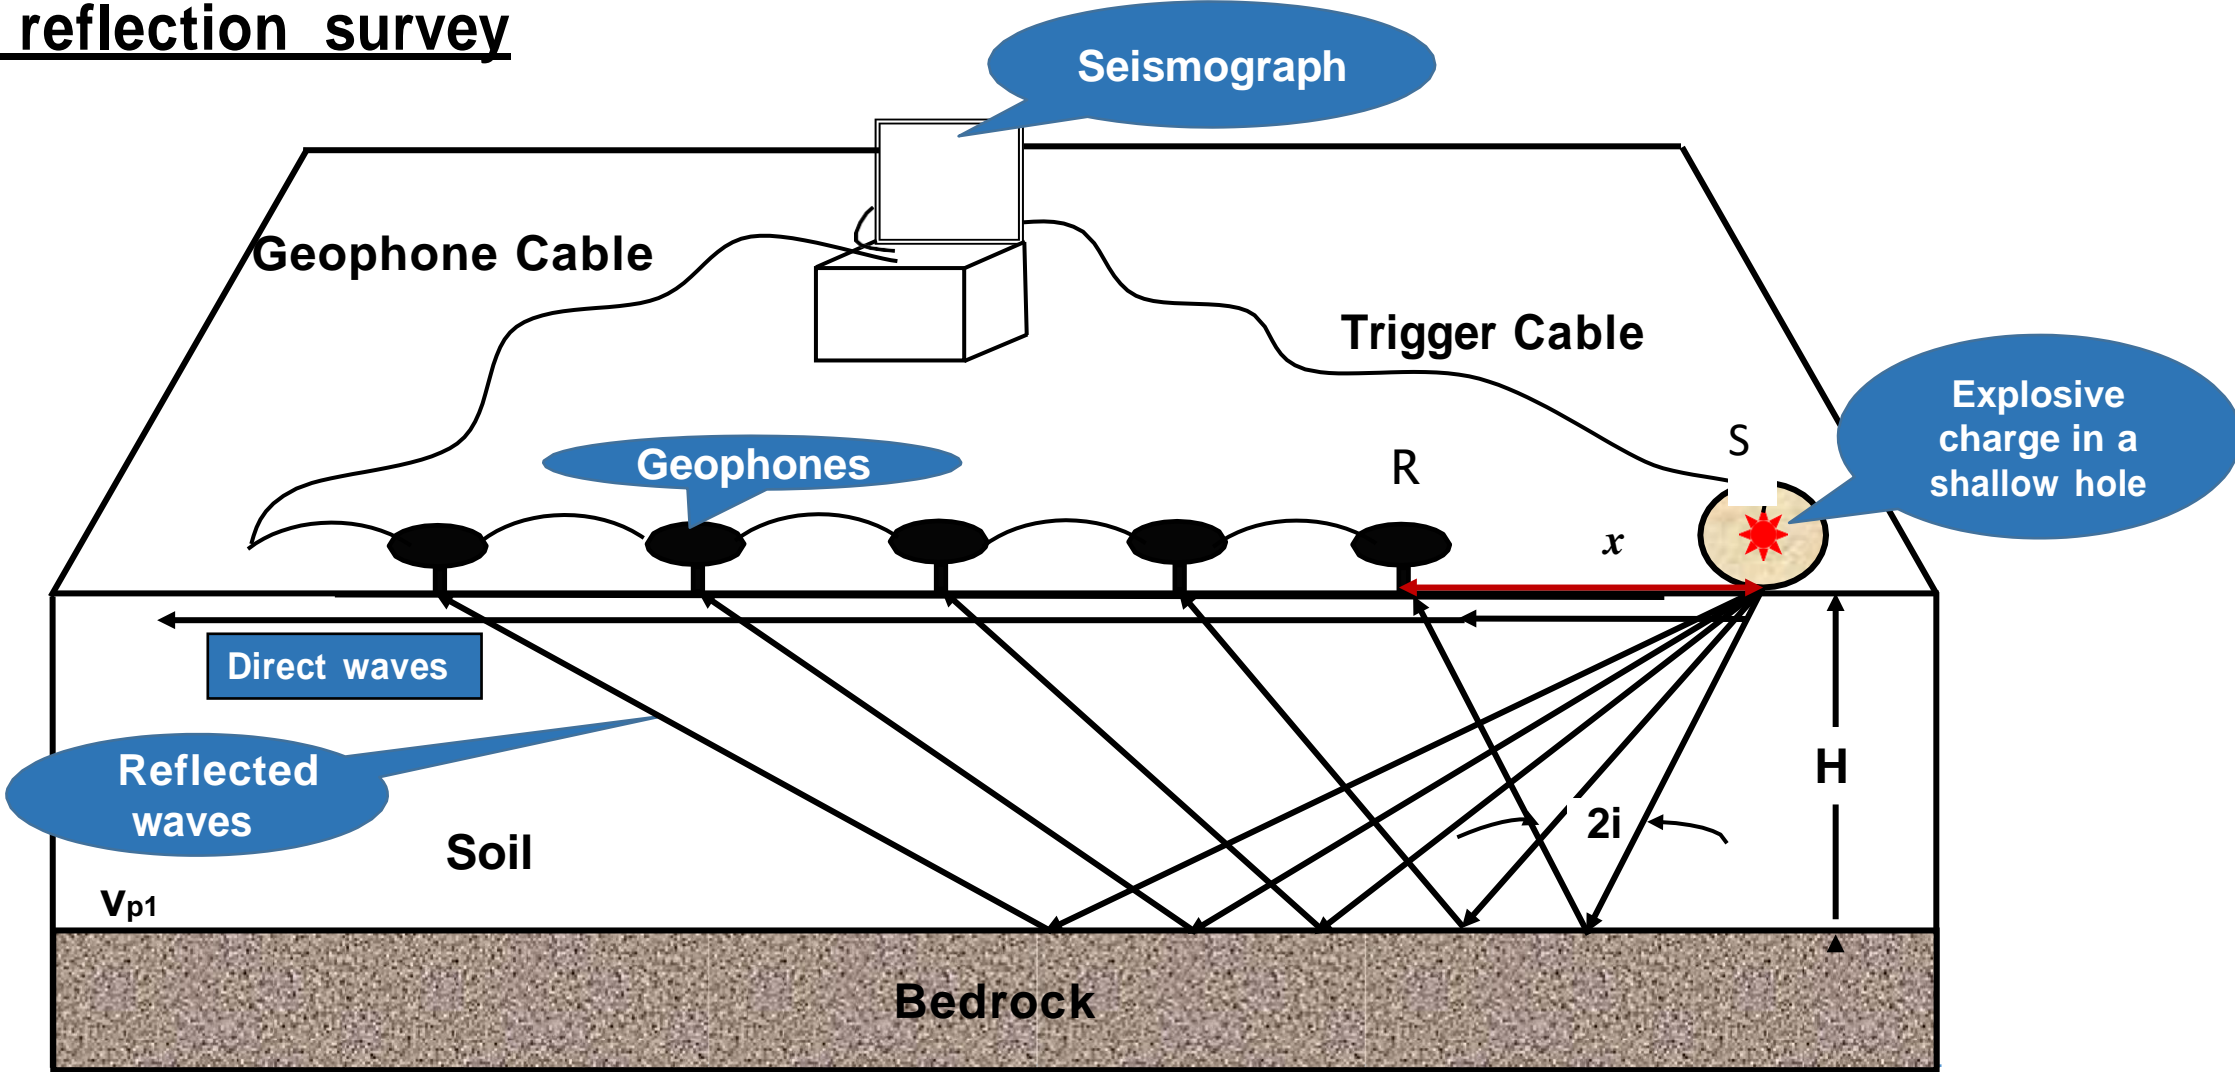 reflection survey
Seismograph
Geophone Cable
Trigger Cable
Explosive
charge in a
shallow hole
S
R
Geophones
x
Direct waves
Reflected
waves
H
2i
Soil
vp1
Bedrock